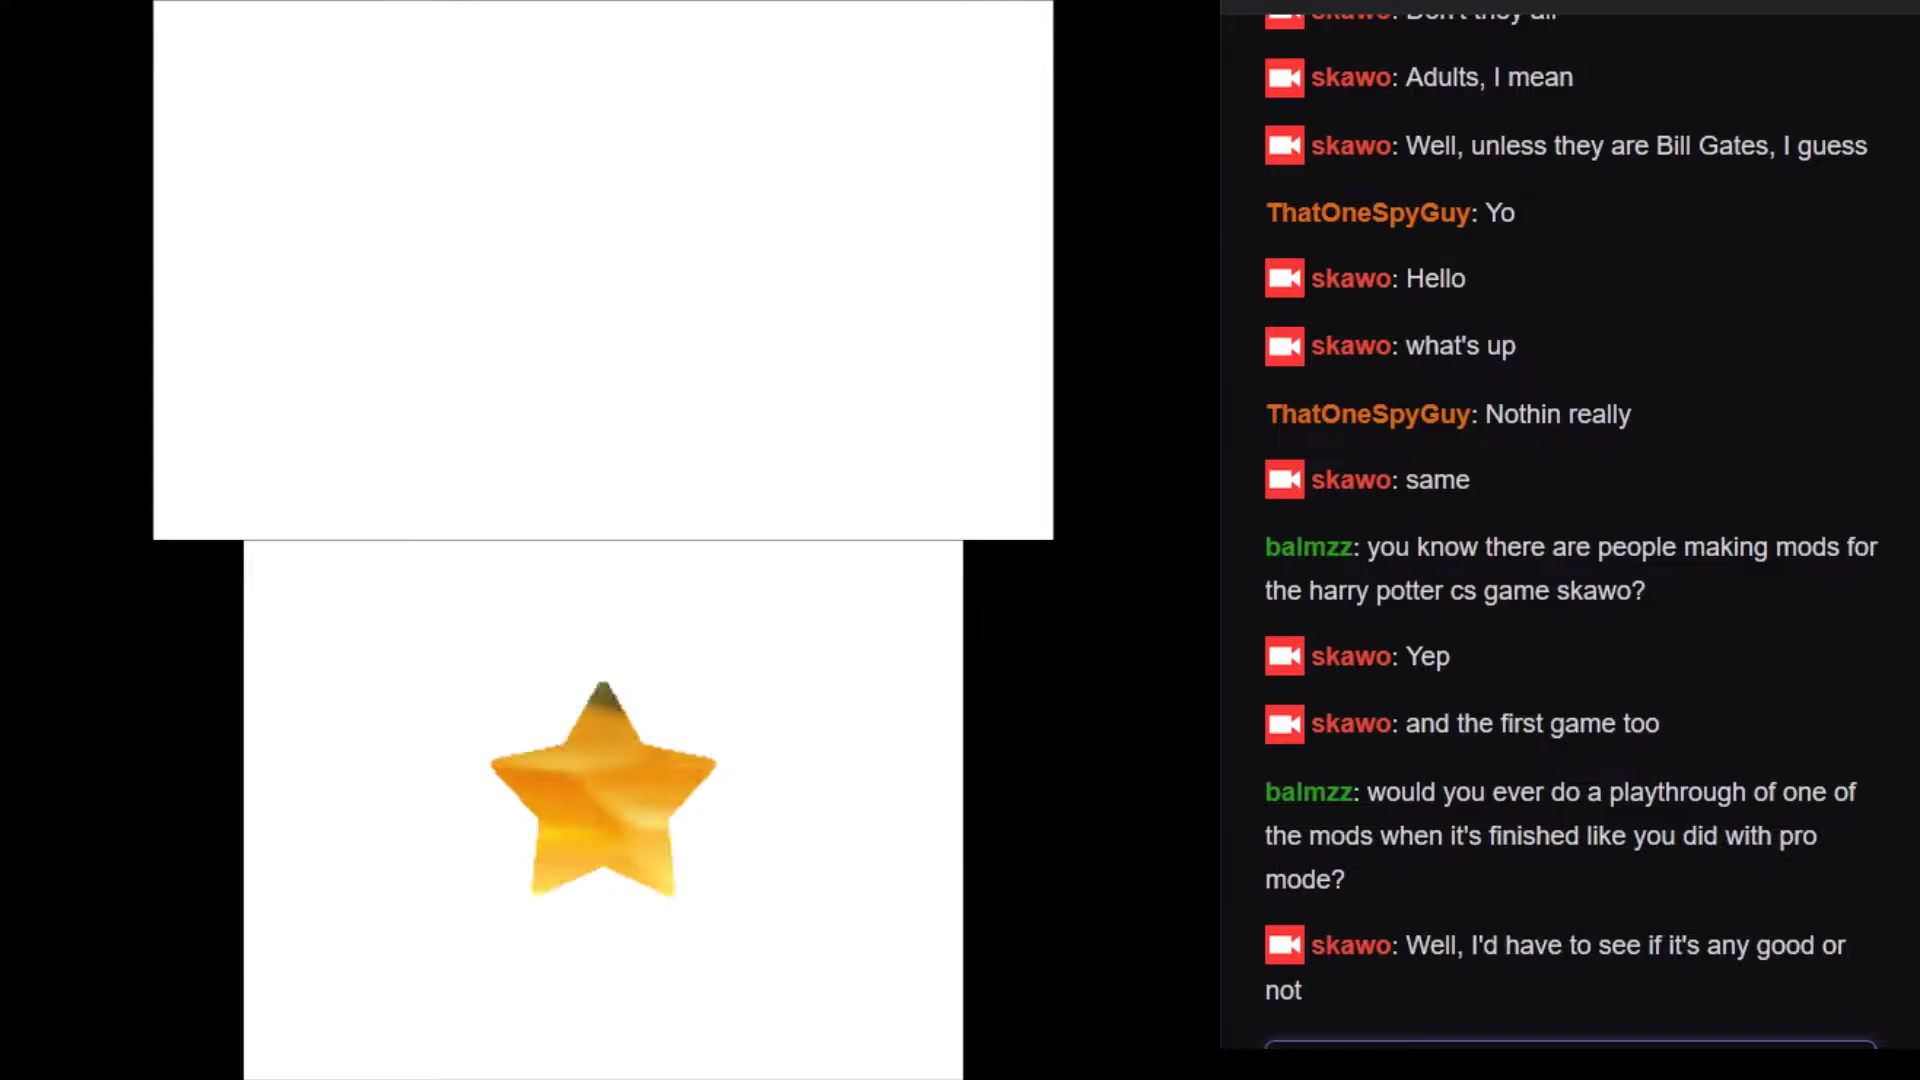 skawo: Don't they all
skawo: Adults, I mean
skawo: Well, unless they are Bill Gates, I guess
ThatOneSpyGuy: Yo
skawo: Hello
skawo: what's up
ThatOneSpyGuy: Nothin really
skawo: same
balmzz: you know there are people making mods for
the harry potter cs game skawo?
skawo: Yep
skawo: and the first game too
balmzz: would you ever do a playthrough of one of
the mods when it's finished like you did with pro
mode?
skawo: Well, I'd have to see if it's any good or
not